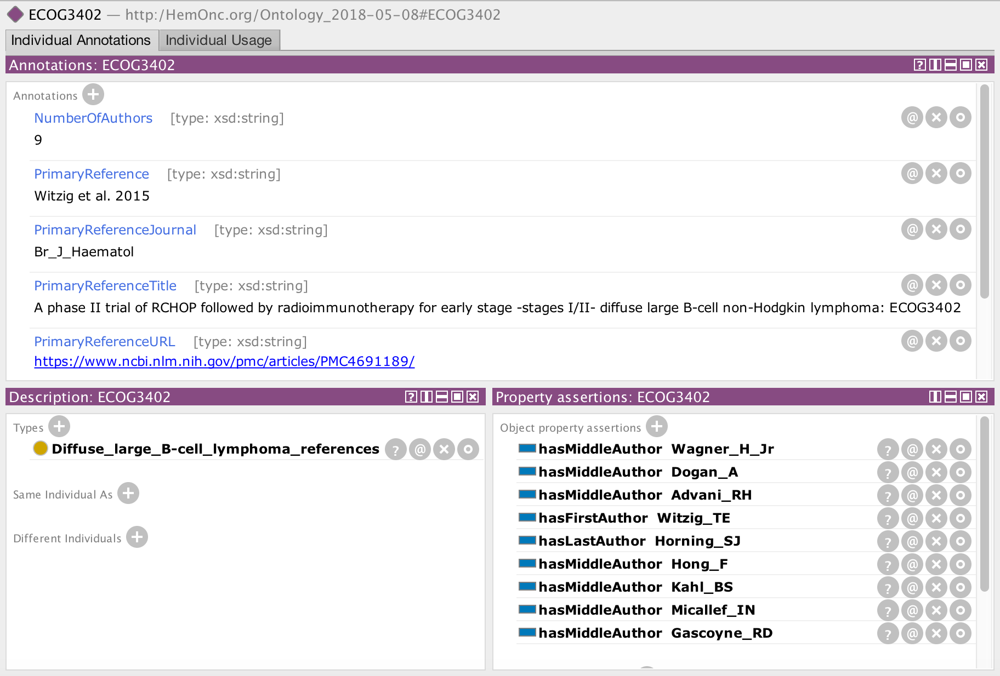 ECOG3402 — http:/HemOnc.org/Ontology_2018-05-08#ECOG3402
Individual Annotations Individual Usage
Annotations: ECOG3402
Annotations
NumberOfAuthors [type: xsd:string]
9
PrimaryReference [type: xsd:string]
Witzig et al. 2015
PrimaryReferenceJournal [type: xsd:string]
Br_J_Haematol
PrimaryReferenceTitle [type: xsd:string]
A phase II trial of RCHOP followed by radioimmunotherapy for early stage -stages I/II- diffuse large B-cell non-Hodgkin lymphoma: ECOG3402
PrimaryReferenceURL [type: xsd:string]
https://www.ncbi.nlm.nih.gov/pmc/articles/PMC4691189/
Description: ECOG3402
Types
Diffuse_large_B-cell_lymphoma_references
Same Individual As
Different Individuals
Property assertions: ECOG3402
Object property assertions
hasMiddleAuthor Wagner_H_Jr
hasMiddleAuthor Dogan_A
hasMiddleAuthor Advani_RH
hasFirstAuthor Witzig_TE
hasLastAuthor Horning_SJ
hasMiddleAuthor Hong_F
hasMiddleAuthor Kahl_BS
hasMiddleAuthor Micallef_IN
hasMiddleAuthor Gascoyne_RD